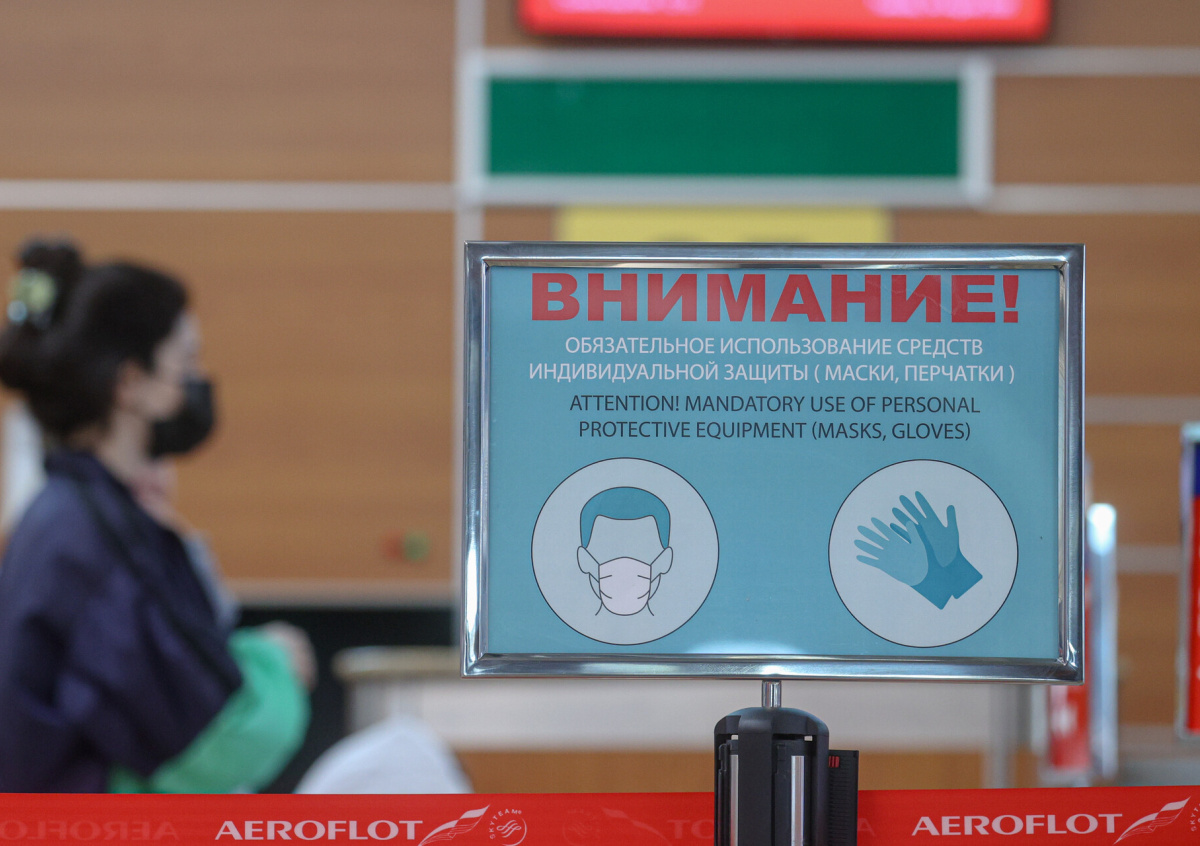 ВНИМАНИЕ!
ОБЯЗАТЕЛЬНОЕ ИСПОЛЬЗОВАНИЕ СРЕДСТВ
ИНДИВИДУАЛЬНОЙ ЗАЩИТЫ ( МАСКИ, ПЕРЧАТКИ )
ATTENTION! MANDATORY USE OF PERSONAL
PROTECTIVE EQUIPMENT (MASKS, GLOVES)
AEROFLOT
SKYTEAM
AEROFLOT